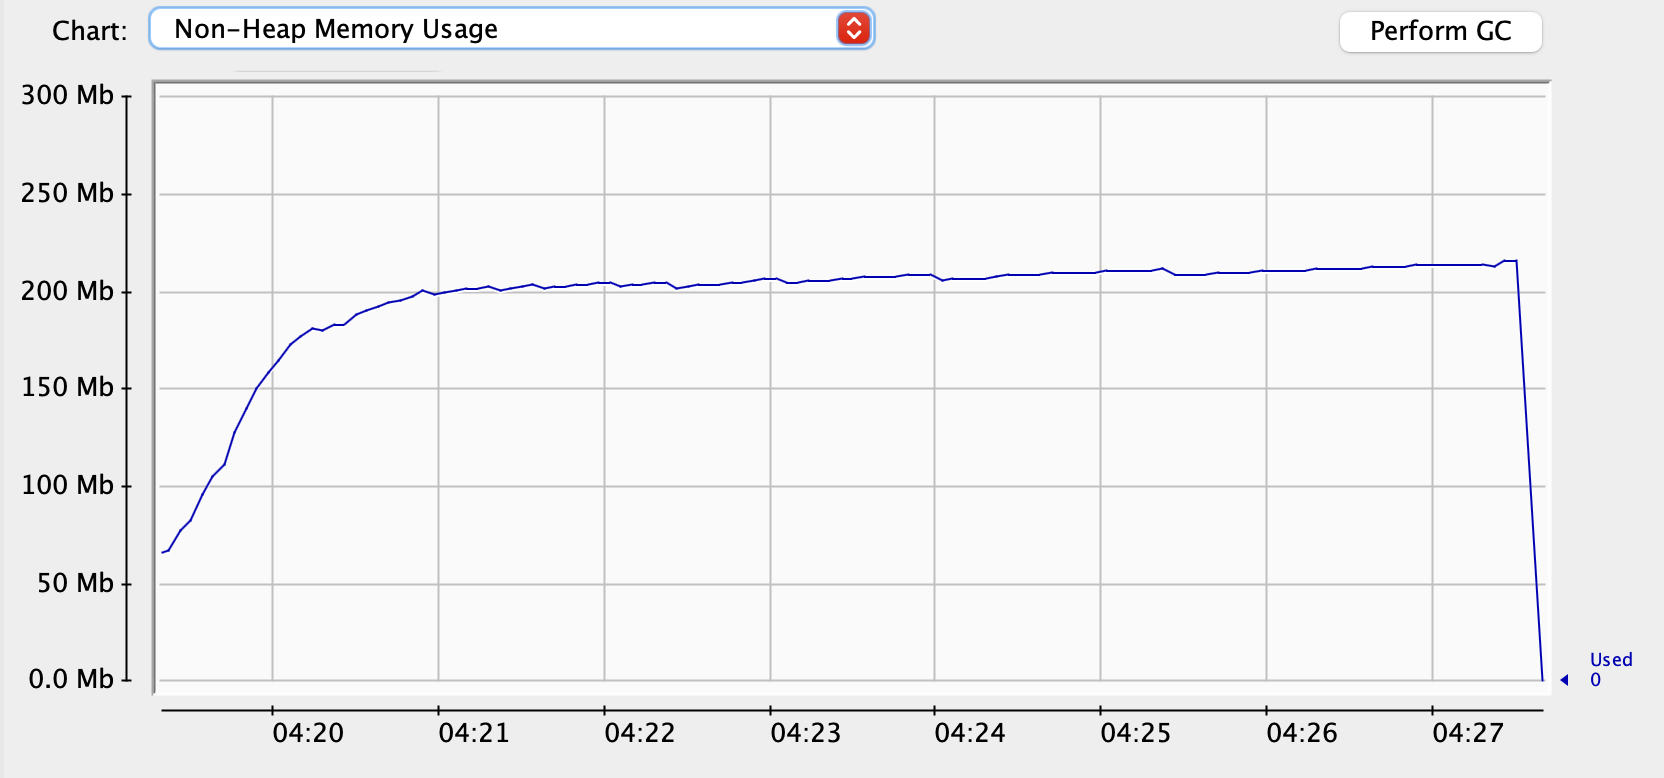 Chart: Non-Heap Memory Usage Perform GC
300 Mb
250 Mb
200 Mb
150 Mb
100 Mb
50 Mb
0.0 Mb
Used
0
04:20 04:21 04:22 04:23 04:24 04:25 04:26 04:27